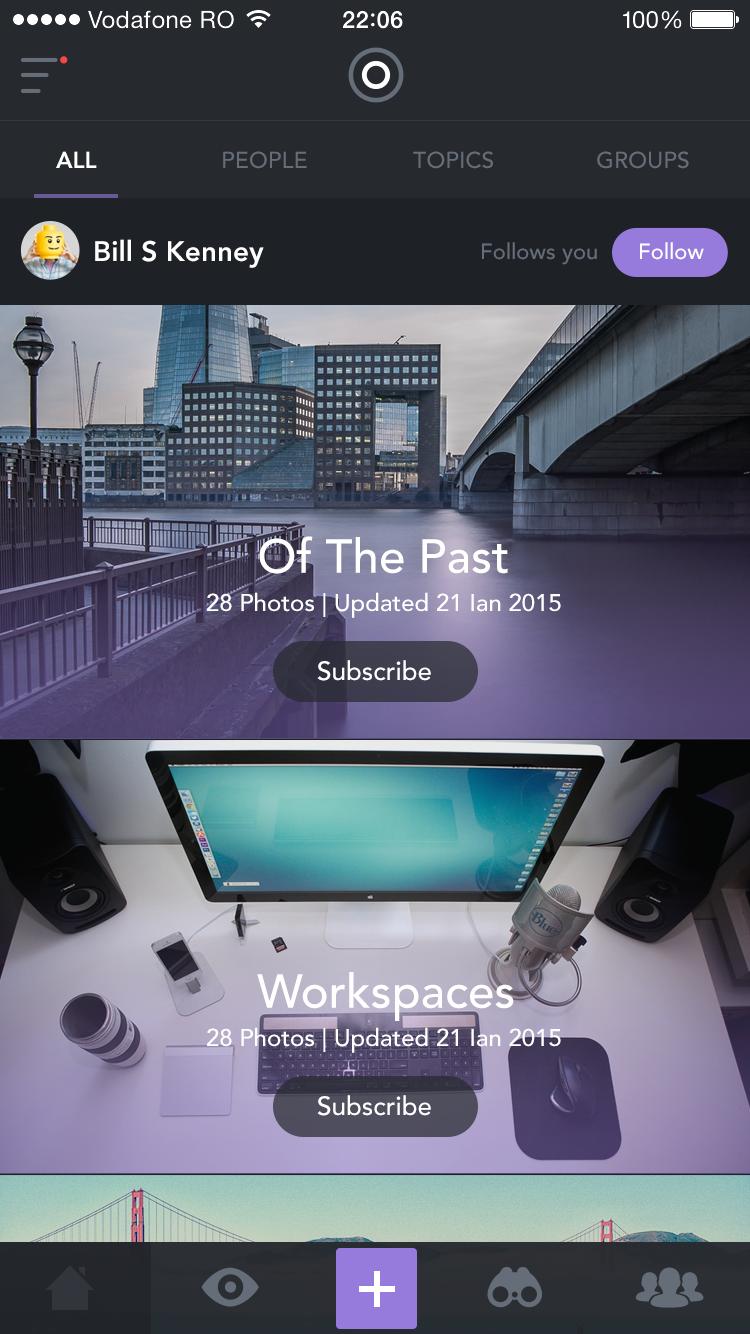 Vodafone RO 22:06 100%
ALL PEOPLE TOPICS GROUPS
Bill S Kenney Follows you Follow
Of The Past
28 Photos | Updated 21 Ian 2015
Subscribe
Blue
Workspaces
28 Photos | Updated 21 Ian 2015
Subscribe